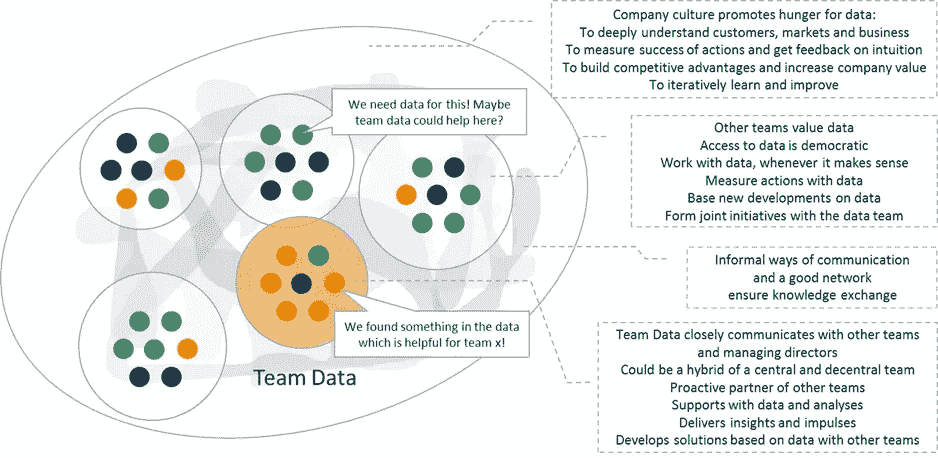 Company culture promotes hunger for data:
To deeply understand customers, markets and business
To measure success of actions and get feedback on intuition
To build competitive advantages and increase company value
To iteratively learn and improve
We need data for this! Maybe
team data could help here?
Other teams value data
Access to data is democratic
Work with data, whenever it makes sense
Measure actions with data
Base new developments on data
Form joint initiatives with the data team
Informal ways of communication
and a good network
ensure knowledge exchange
We found something in the data
which is helpful for team x!
Team Data
Team Data closely communicates with other teams
and managing directors
Could be a hybrid of a central and decentral team
Proactive partner of other teams
Supports with data and analyses
Delivers insights and impulses
Develops solutions based on data with other teams